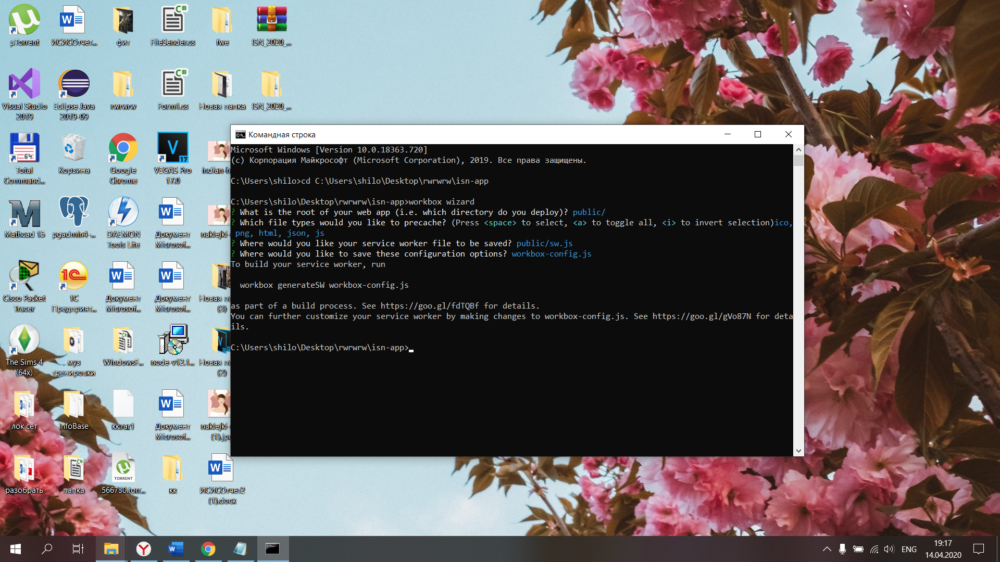 µTorrent
ИСИСОтчет...
фит
FileSender.cs
fwe
ISN_2020_...
Visual Studio 2019
Eclipse Java 2019-09
rwrwrw
Form1.cs
Новая папка
ISN_2020_...
Total Command...
Корзина
Google Chrome
VEGAS Pro 17.0
indian-h
Mathcad 15
pgadmin4-...
DAEMON Tools Lite
Документ Microsof...
naklejki-
Cisco Packet Tracer
1С Предприят...
Документ Microsof...
Документ Microsof...
Новая па (3)
The Sims 4 (64x)
муз тренировки
WindowsF...
node-v12.1...
Новая па (2)
лок сет
InfoBase
кк.rar1
Документ Microsof...
naklejki- (1).jpg
разобрать
папка
TORRENT
566730.torr...
кк
ИСИСОтчет2 (1).docx
Командная строка
Microsoft Windows [Version 10.0.18363.720]
(c) Корпорация Майкрософт (Microsoft Corporation), 2019. Все права защищены.
C:\Users\shilo>cd C:\Users\shilo\Desktop\rwrwrw\isn-app
C:\Users\shilo\Desktop\rwrwrw\isn-app>workbox wizard
? What is the root of your web app (i.e. which directory do you deploy)? public/
? Which file types would you like to precache? (Press <space> to select, <a> to toggle all, <i> to invert selection)ico,
png, html, json, js
? Where would you like your service worker file to be saved? public/sw.js
? Where would you like to save these configuration options? workbox-config.js
To build your service worker, run
workbox generateSW workbox-config.js
as part of a build process. See https://goo.gl/fdTQBf for details.
You can further customize your service worker by making changes to workbox-config.js. See https://goo.gl/gVo87N for deta
ils.
C:\Users\shilo\Desktop\rwrwrw\isn-app>
ENG
19:17
14.04.2020